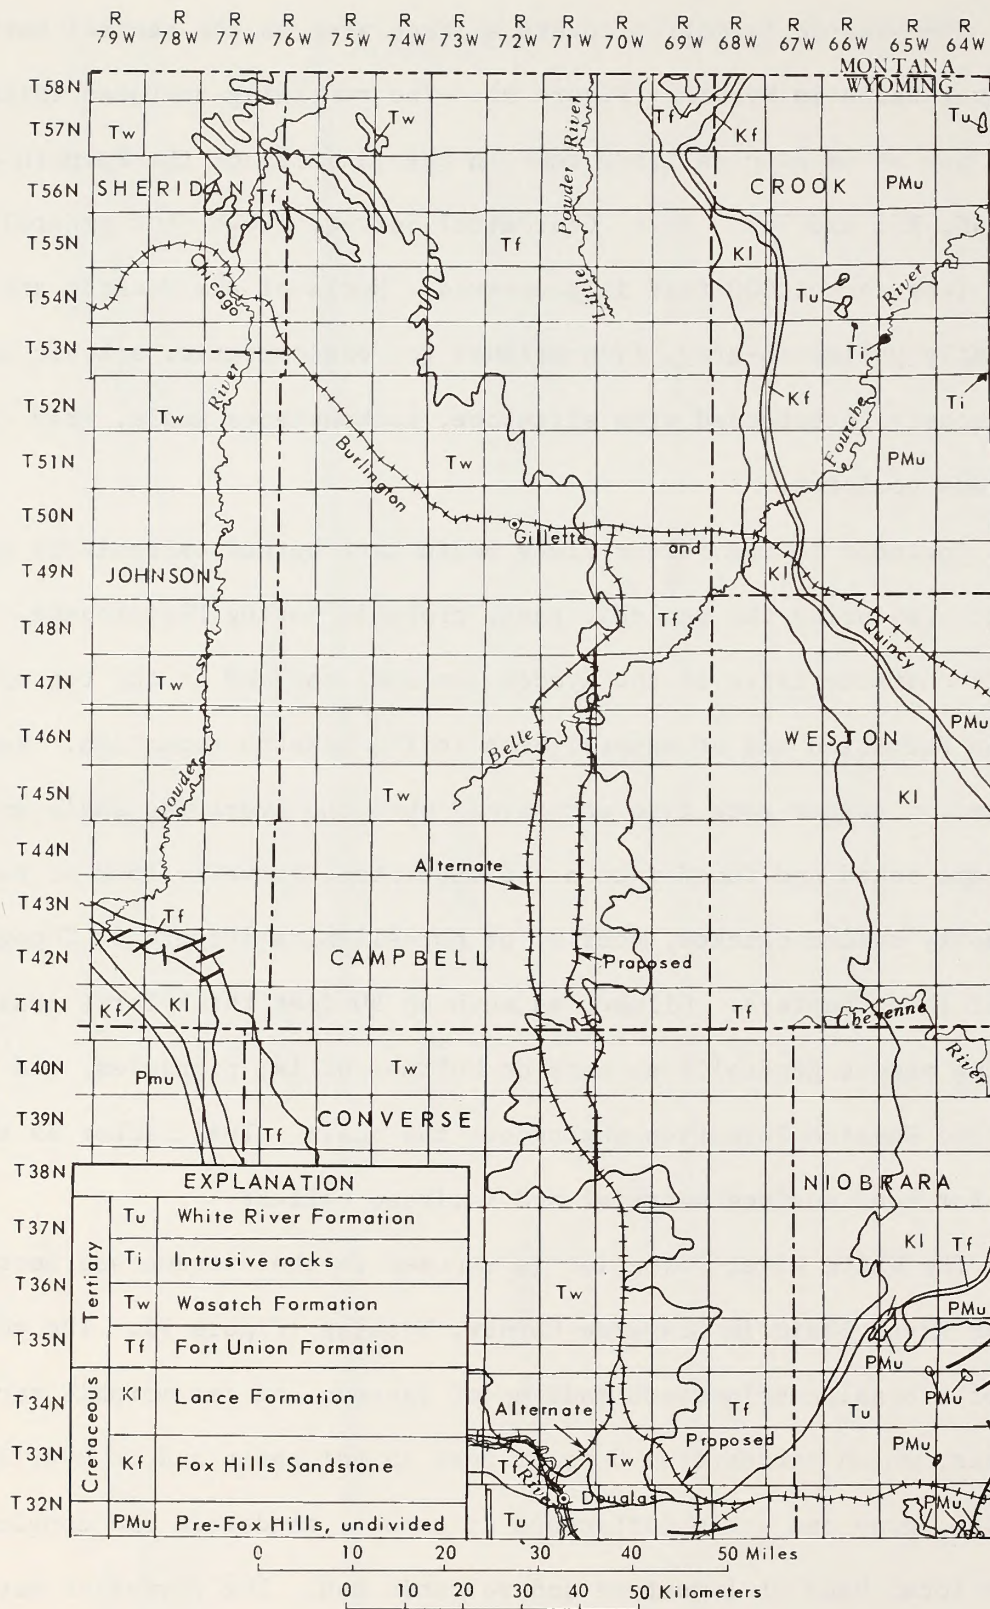 R R R R R R R R R R R R R R R R
79W 78W 77W 76W 75W 74W 73W 72W 71W 70W 69W 68W 67W 66W 65W 64W
MONTANA
WYOMING
T58N
Tf
Tu
T57N
Tw
Tw
Kf
River
T56N
SHERIDAN
Tf
CROOK
PMu
Powder
T55N
Tf
Kl
Chicago
Little
River
T54N
Tu
T53N
Ti
River
Kf
Ti
T52N
Tw
Fourche
T51N
Burlington
Tw
PMu
T50N
Gillette
and
T49N
JOHNSON
Kl
T48N
Tf
Quincy
T47N
Tw
PMu
T46N
Belle
WESTON
Powder
T45N
Tw
Kl
T44N
Alternate
T43N
Tf
T42N
CAMPBELL
Proposed
T41N
Kf
Kl
Tf
Cheyenne
River
T40N
Pmu
Tw
T39N
CONVERSE
Tf
T38N
NIOBRARA
EXPLANATION
T37N
Tertiary
Tu White River Formation
Kl
Tf
Ti Intrusive rocks
T36N
Tw
PMu
Tw Wasatch Formation
T35N
Tf Fort Union Formation
PMu
Cretaceous
T34N
Kl Lance Formation
Alternate
Tf
Tu
PMu
T33N
Proposed
PMu
Kf Fox Hills Sandstone
Tf
Tw
River
T32N
Douglas
PMu
PMu Pre-Fox Hills, undivided
Tu
0 10 20 30 40 50 Miles
0 10 20 30 40 50 Kilometers